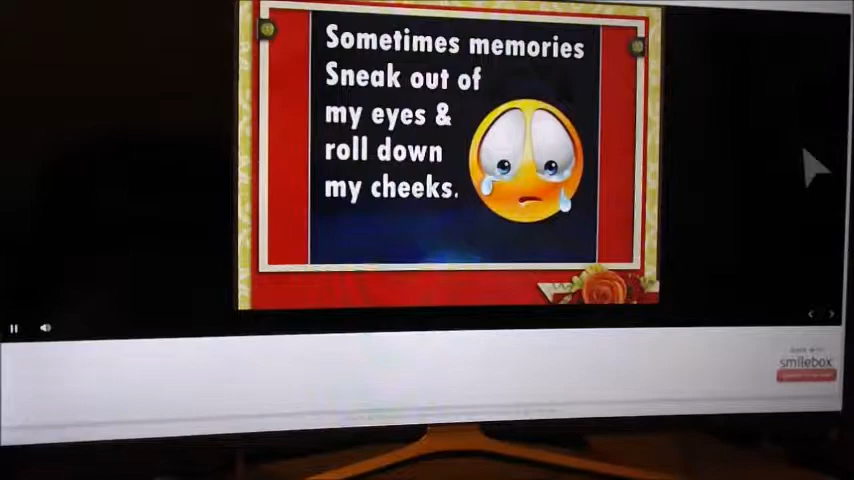 Sometimes memories
Sneak out of
my eyes &
roll down
my cheeks.
smilebox